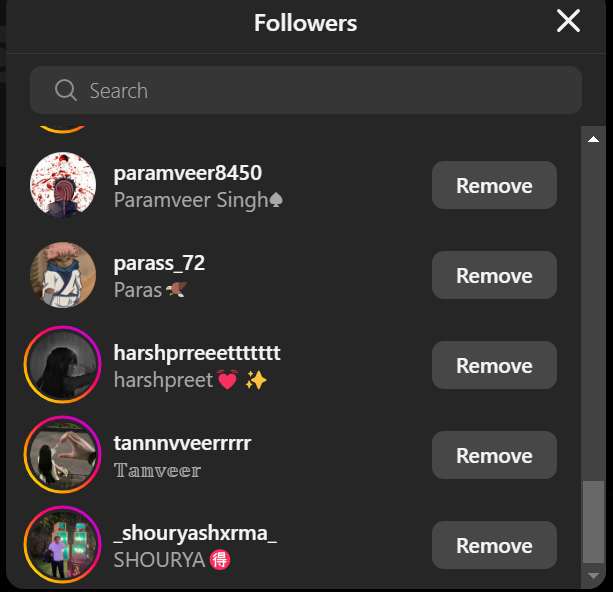 Followers
Search
paramveer8450
Remove
Paramveer Singh♠
parass_72
Remove
Paras🦅
harshprreeettttttt
Remove
harshpreet💓✨
tannnvveerrrrr
Remove
𝕋𝕒𝕟𝕧𝕖𝕖𝕣
_shouryashxrma_
Remove
SHOURYA🉐